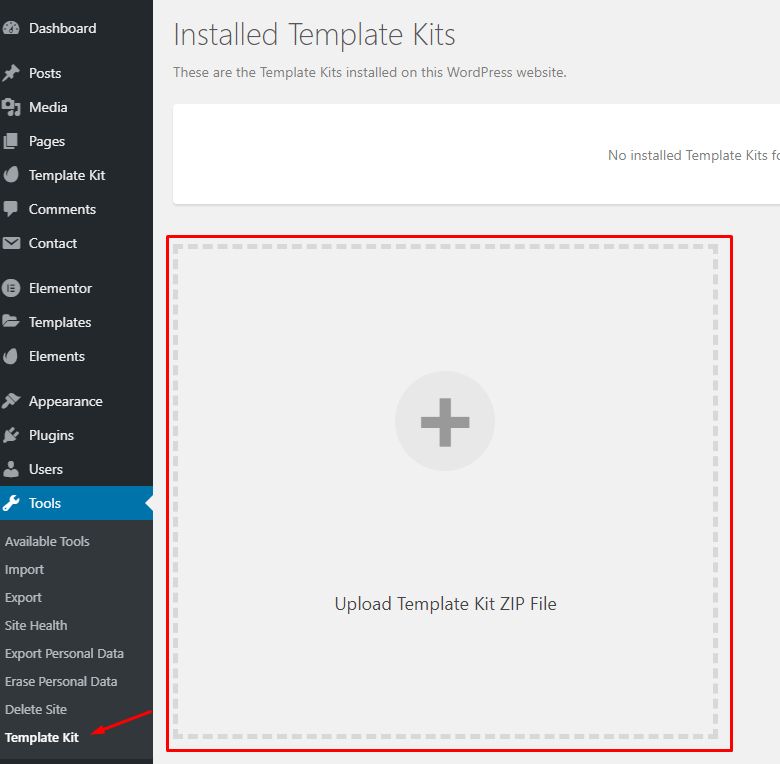 Dashboard
Posts
Media
Pages
Template Kit
Comments
Contact
Elementor
Templates
Elements
Appearance
Plugins
Users
Tools
Available Tools
Import
Export
Site Health
Export Personal Data
Erase Personal Data
Delete Site
Template Kit
Installed Template Kits
These are the Template Kits installed on this WordPress website.
No installed Template Kits
Upload Template Kit ZIP File